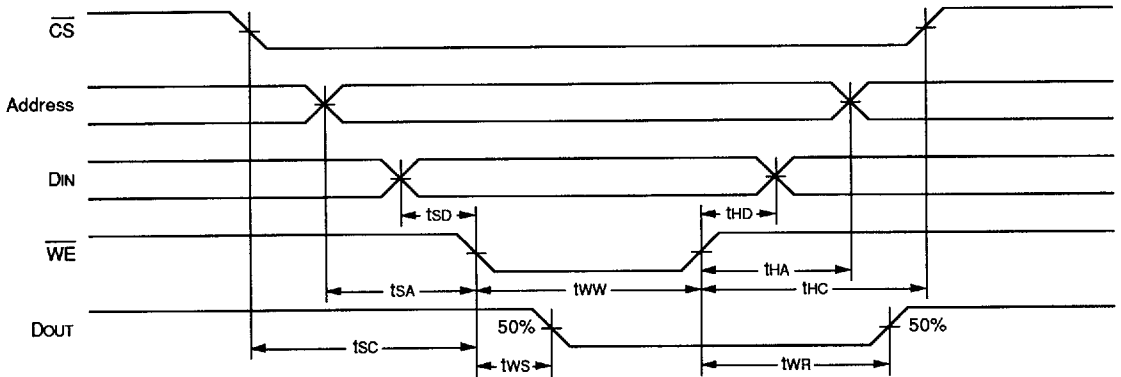 CS
Address
DIN
tSD
tHD
WE
tHA
tSA
tWW
tHC
DOUT
50%
50%
tSC
tWS
tWR